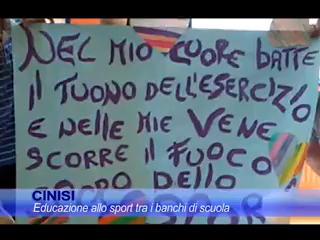 NEL MIO CUORE BATTE
IL TUONO DELL'ESERCIZIO
E NELLE MIE VENE
SCORRE IL FUOCO
DELLO
CINISI
Educazione allo sport tra i banchi di scuola